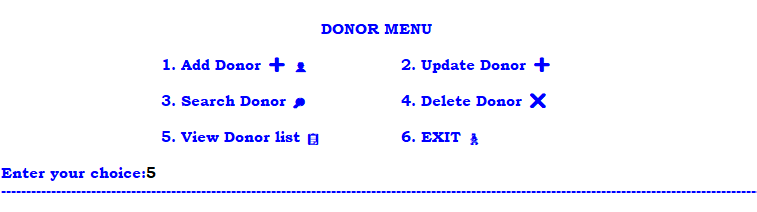 DONOR MENU
1. Add Donor ➕ 👤 2. Update Donor ➕
3. Search Donor 🔎 4. Delete Donor ❌
5. View Donor list 📋 6. EXIT 🚶
Enter your choice:5
--------------------------------------------------------------------------------------------------------------------------------------------------------